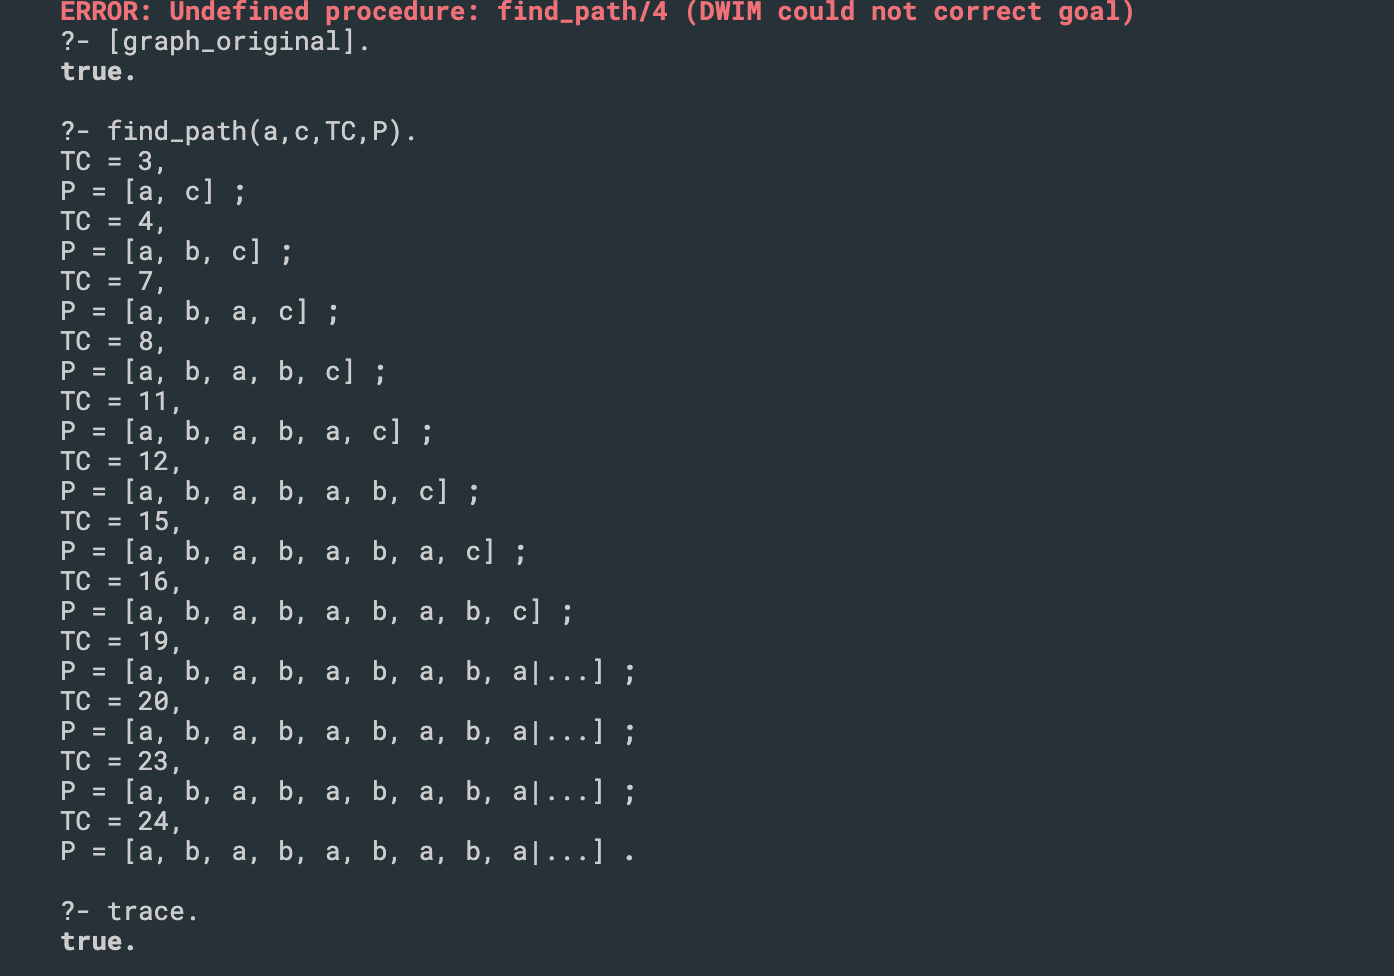 ERROR: Undefined procedure: find_path/4 (DWIM could not correct goal)
?- [graph_original].
true.
?- find_path(a,c,TC,P).
TC = 3,
P = [a, c] ;
TC = 4,
P = [a, b, c] ;
TC = 7,
P = [a, b, a, c] ;
TC = 8,
P = [a, b, a, b, c] ;
TC = 11,
P = [a, b, a, b, a, c] ;
TC = 12,
P = [a, b, a, b, a, b, c] ;
TC = 15,
P = [a, b, a, b, a, b, a, c] ;
TC = 16,
P = [a, b, a, b, a, b, a, b, c] ;
TC = 19,
P = [a, b, a, b, a, b, a, b, a|...] ;
TC = 20,
P = [a, b, a, b, a, b, a, b, a|...] ;
TC = 23,
P = [a, b, a, b, a, b, a, b, a|...] ;
TC = 24,
P = [a, b, a, b, a, b, a, b, a|...] .
?- trace.
true.